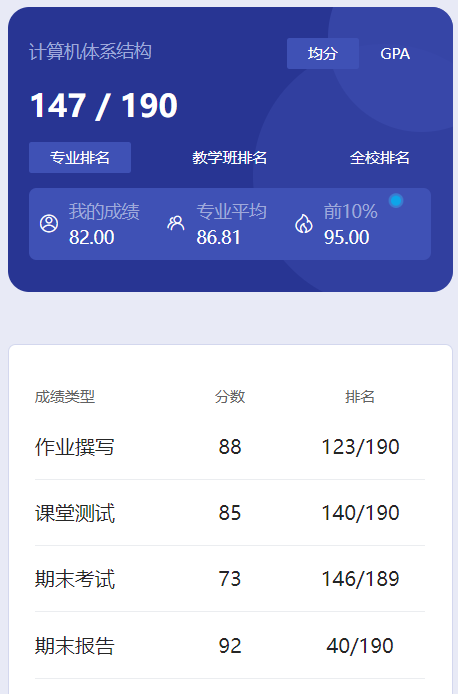 计算机体系结构 均分 GPA
147 / 190
专业排名 教学班排名 全校排名
我的成绩 专业平均 前10%
82.00 86.81 95.00
成绩类型 分数 排名
作业撰写 88 123/190
课堂测试 85 140/190
期末考试 73 146/189
期末报告 92 40/190